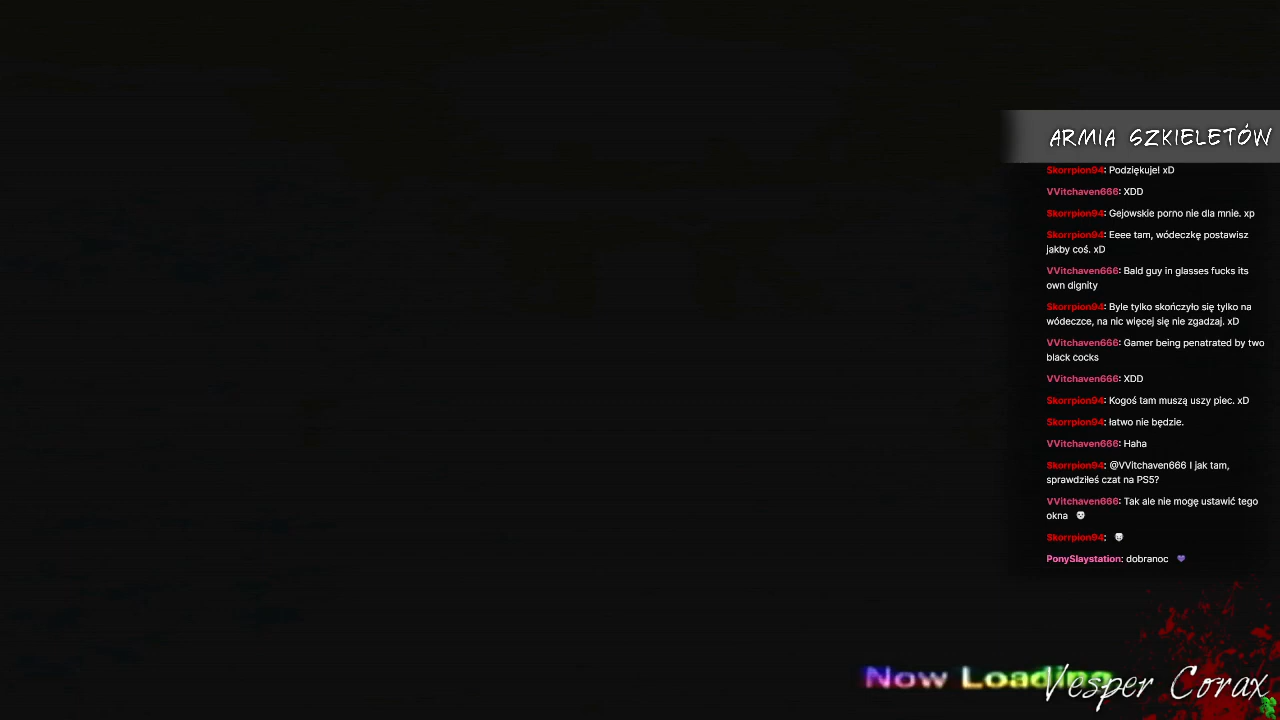 ARMIA SZKIELETÓW
Skorrpion94: Podziękuje! xD
VVitchaven666: XDD
Skorrpion94: Gejowskie porno nie dla mnie. xp
Skorrpion94: Eeee tam, wódeczkę postawisz
jakby coś. xD
VVitchaven666: Bald guy in glasses fucks its
own dignity
Skorrpion94: Byle tylko skończyło się tylko na
wódeczce, na nic więcej się nie zgadzaj. xD
VVitchaven666: Gamer being penatrated by two
black cocks
VVitchaven666: XDD
Skorrpion94: Kogoś tam muszą uszy piec. xD
Skorrpion94: łatwo nie będzie.
VVitchaven666: Haha
Skorrpion94: @VVitchaven666 I jak tam,
sprawdziłeś czat na PS5?
VVitchaven666: Tak ale nie mogę ustawić tego
okna
Skorrpion94:
PonySlaystation: dobranoc
Now Loading
Vesper Corax